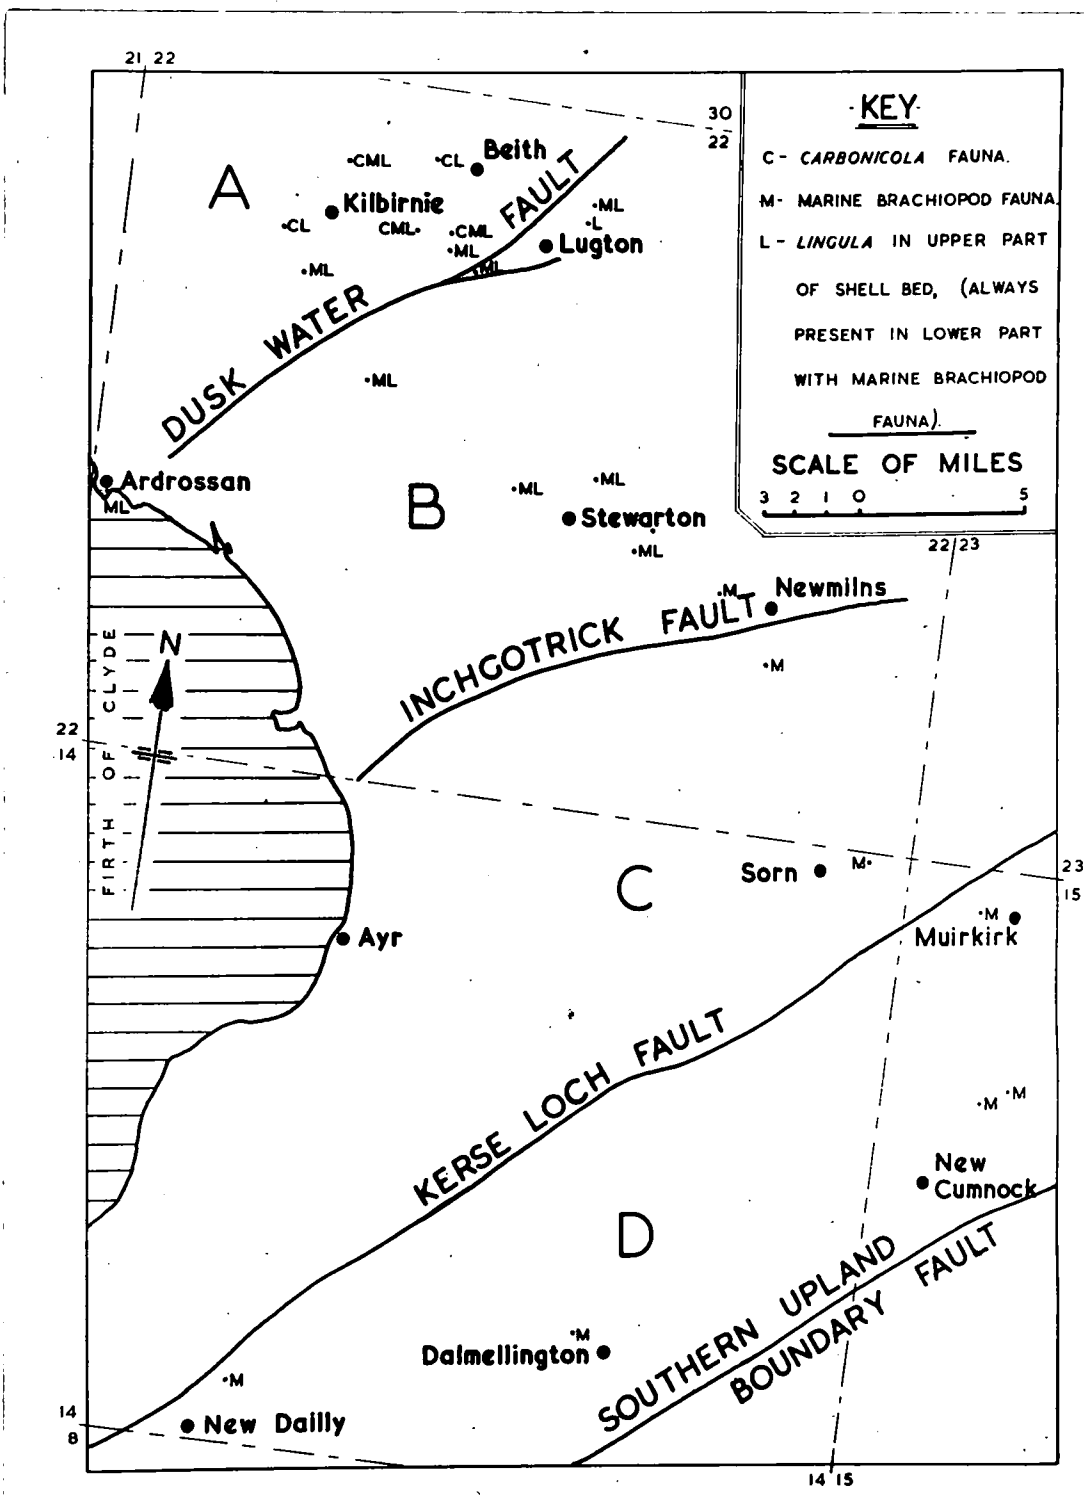 21 22
30
22
KEY
C - CARBONICOLA FAUNA.
M - MARINE BRACHIOPOD FAUNA.
L - LINGULA IN UPPER PART
OF SHELL BED, (ALWAYS
PRESENT IN LOWER PART
WITH MARINE BRACHIOPOD
FAUNA).
SCALE OF MILES
3 2 1 0 5
A
CML
CL
Beith
Kilbirnie
CL
CML
CML
ML
ML
ML
ML
L
Lugton
DUSK WATER FAULT
ML
Ardrossan
ML
B
ML
ML
Stewarton
ML
22 23
M
Newmilns
INCHGOTRICK FAULT
M
N
FIRTH OF CLYDE
22
14
C
Sorn
M
23
15
M
Muirkirk
Ayr
KERSE LOCH FAULT
M
M
New
Cumnock
D
SOUTHERN UPLAND
BOUNDARY FAULT
M
Dalmellington
M
New Dailly
14
8
14 15